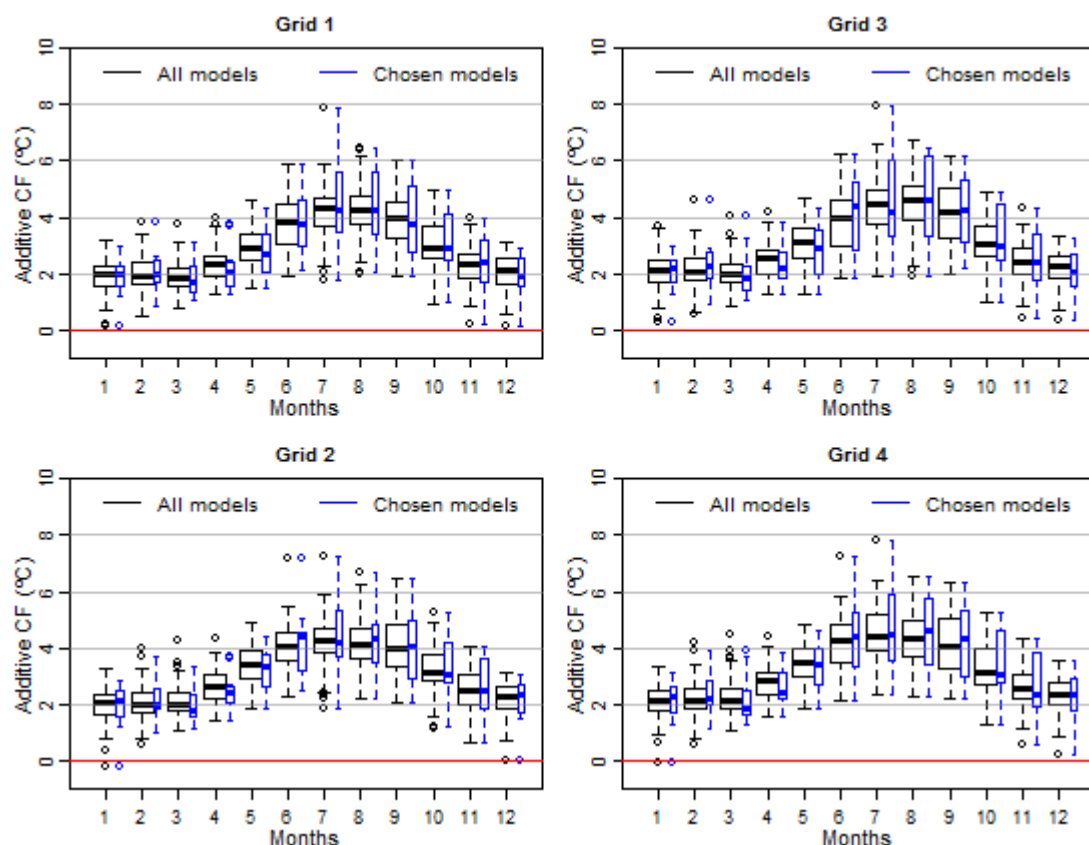 Grid 1
10
8
6
4
2
0
Additive CF (ºC)
All models
Chosen models
1 2 3 4 5 6 7 8 9 10 11 12
Months
Grid 3
10
8
6
4
2
0
Additive CF (ºC)
All models
Chosen models
1 2 3 4 5 6 7 8 9 10 11 12
Months
Grid 2
10
8
6
4
2
0
Additive CF (ºC)
All models
Chosen models
1 2 3 4 5 6 7 8 9 10 11 12
Months
Grid 4
10
8
6
4
2
0
Additive CF (ºC)
All models
Chosen models
1 2 3 4 5 6 7 8 9 10 11 12
Months